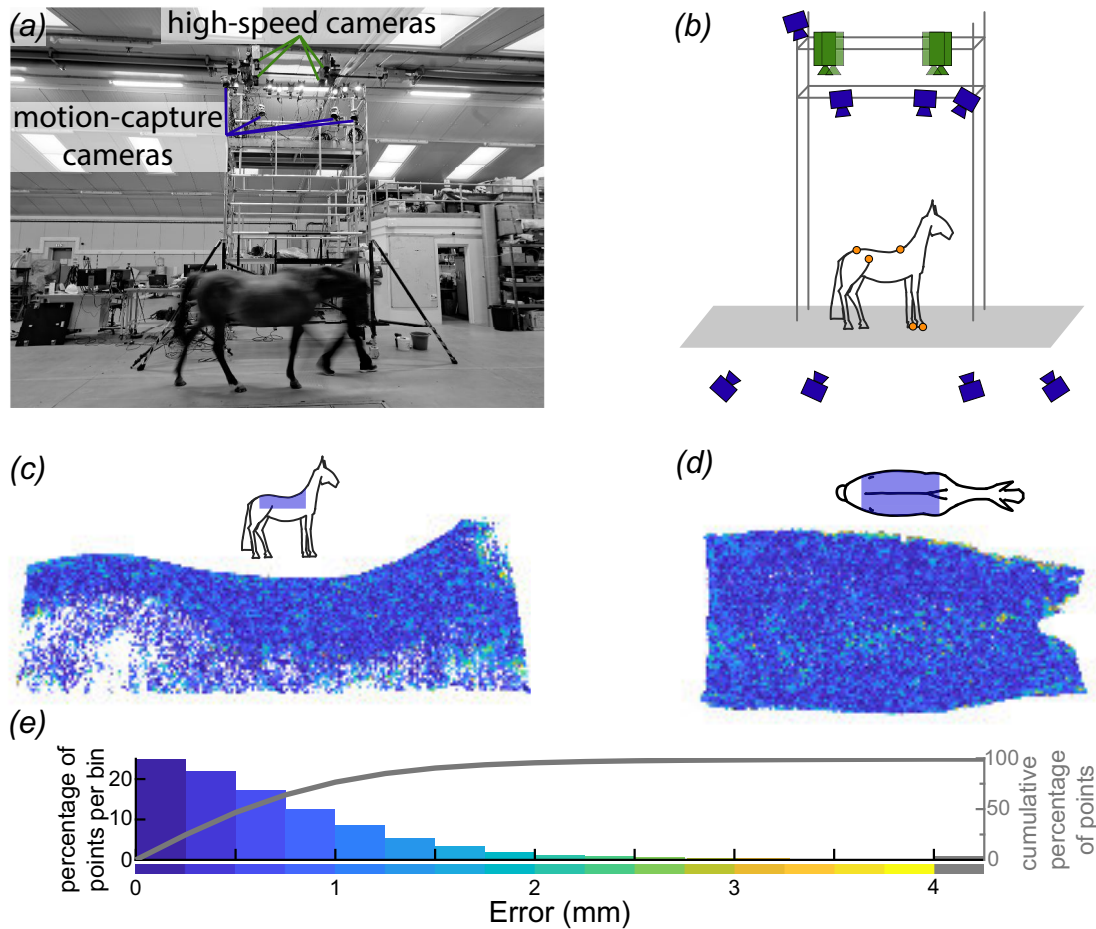 (a)
high-speed cameras
motion-capture
cameras
(b)
(c)
(d)
(e)
percentage of
points per bin
20
10
0
100
50
0
cumulative
percentage
of points
0 1 2 3 4
Error (mm)